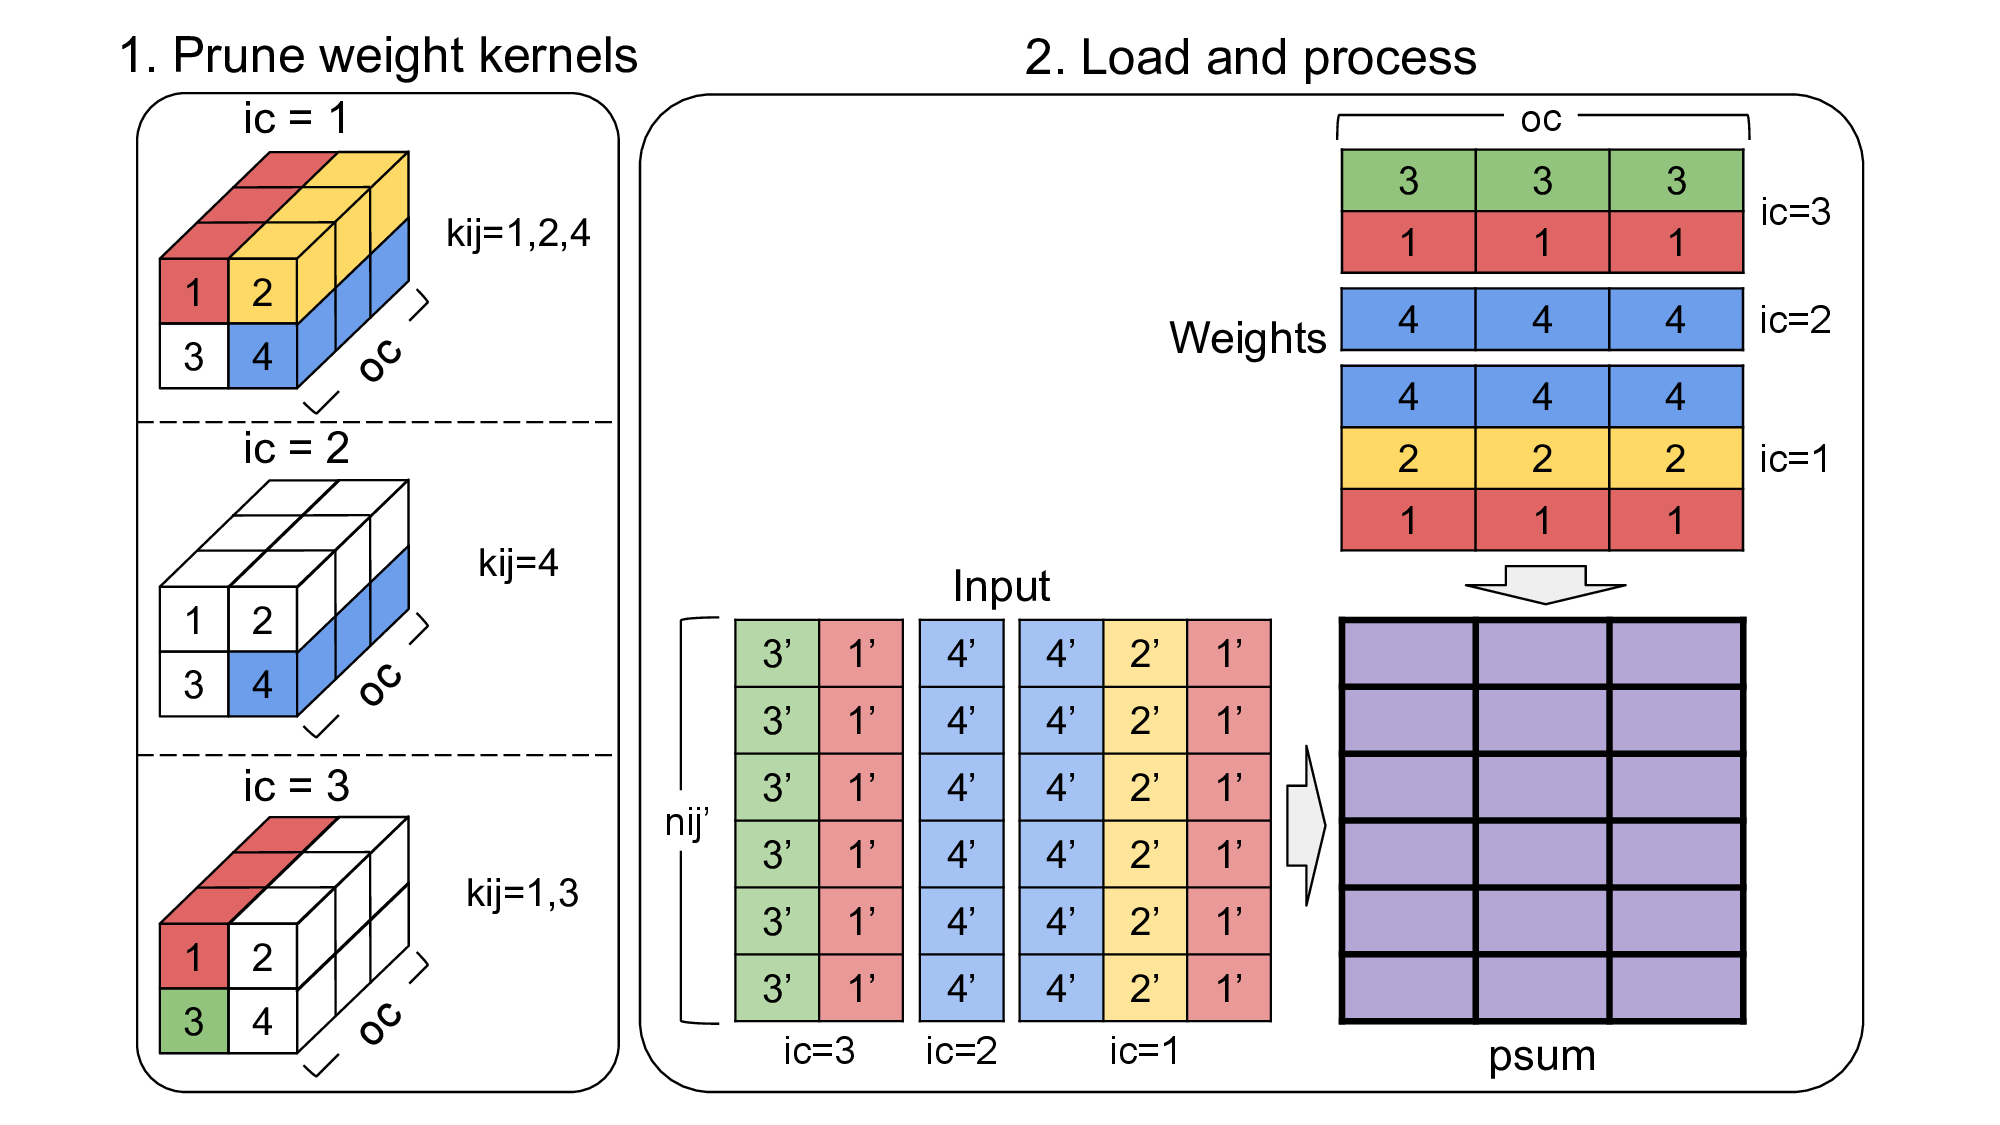 1. Prune weight kernels
ic = 1
1 2
3 4
oc
kij=1,2,4
ic = 2
1 2
3 4
oc
kij=4
ic = 3
1 2
3 4
oc
kij=1,3
2. Load and process
oc
3 3 3
1 1 1
ic=3
Weights
4 4 4
ic=2
4 4 4
2 2 2
1 1 1
ic=1
Input
nij’
3’ 1’ 4’ 4’ 2’ 1’
3’ 1’ 4’ 4’ 2’ 1’
3’ 1’ 4’ 4’ 2’ 1’
3’ 1’ 4’ 4’ 2’ 1’
3’ 1’ 4’ 4’ 2’ 1’
3’ 1’ 4’ 4’ 2’ 1’
ic=3 ic=2 ic=1
psum